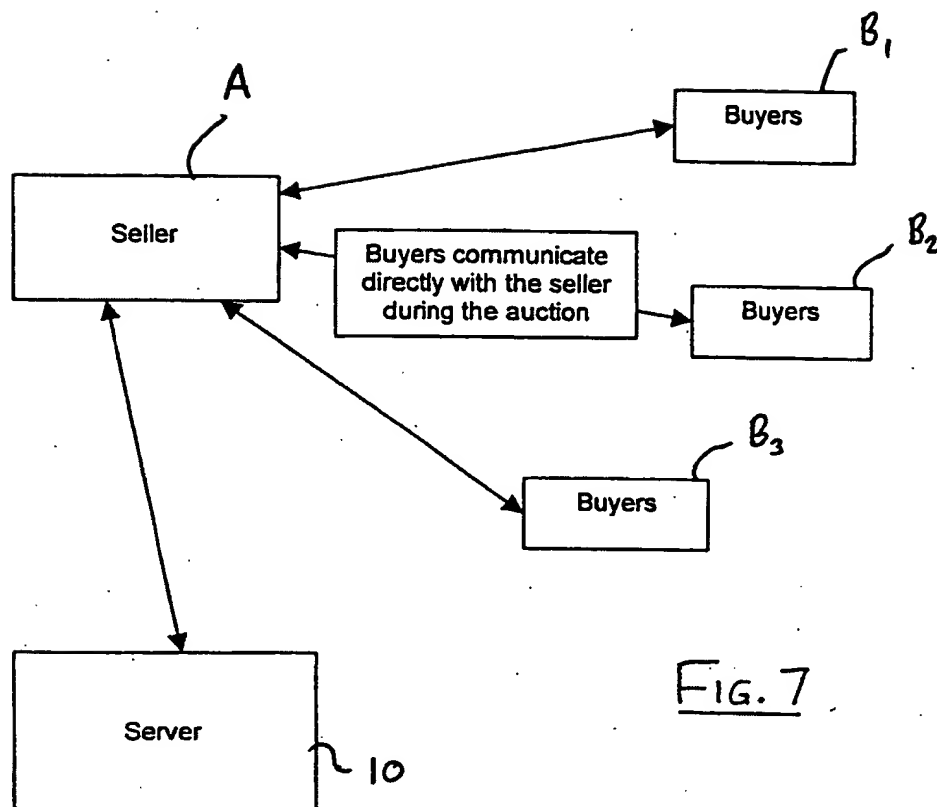 A
B₁
Buyers
Seller
B₂
Buyers communicate
directly with the seller
during the auction
Buyers
B₃
Buyers
FIG. 7
Server
10